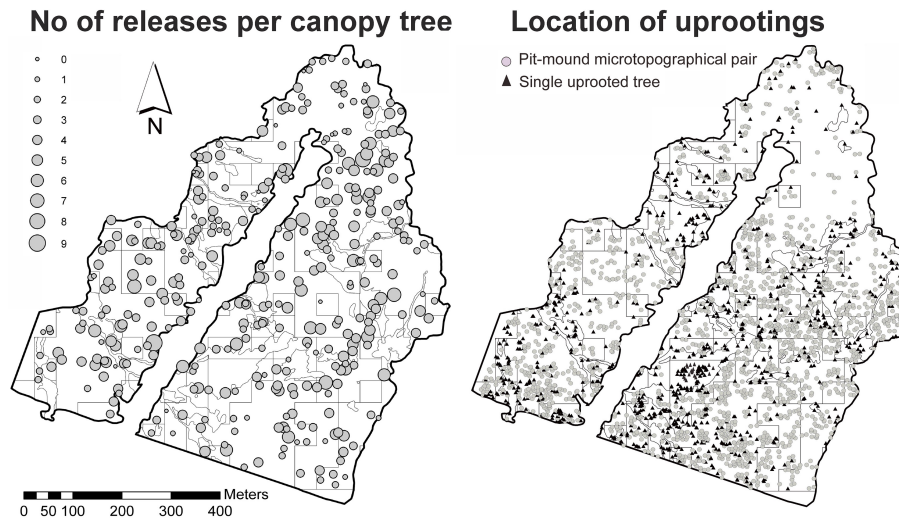 No of releases per canopy tree
0
1
2
3
4
5
6
7
8
9
N
0 50 100 200 300 400 Meters
Location of uprootings
Pit-mound microtopographical pair
Single uprooted tree